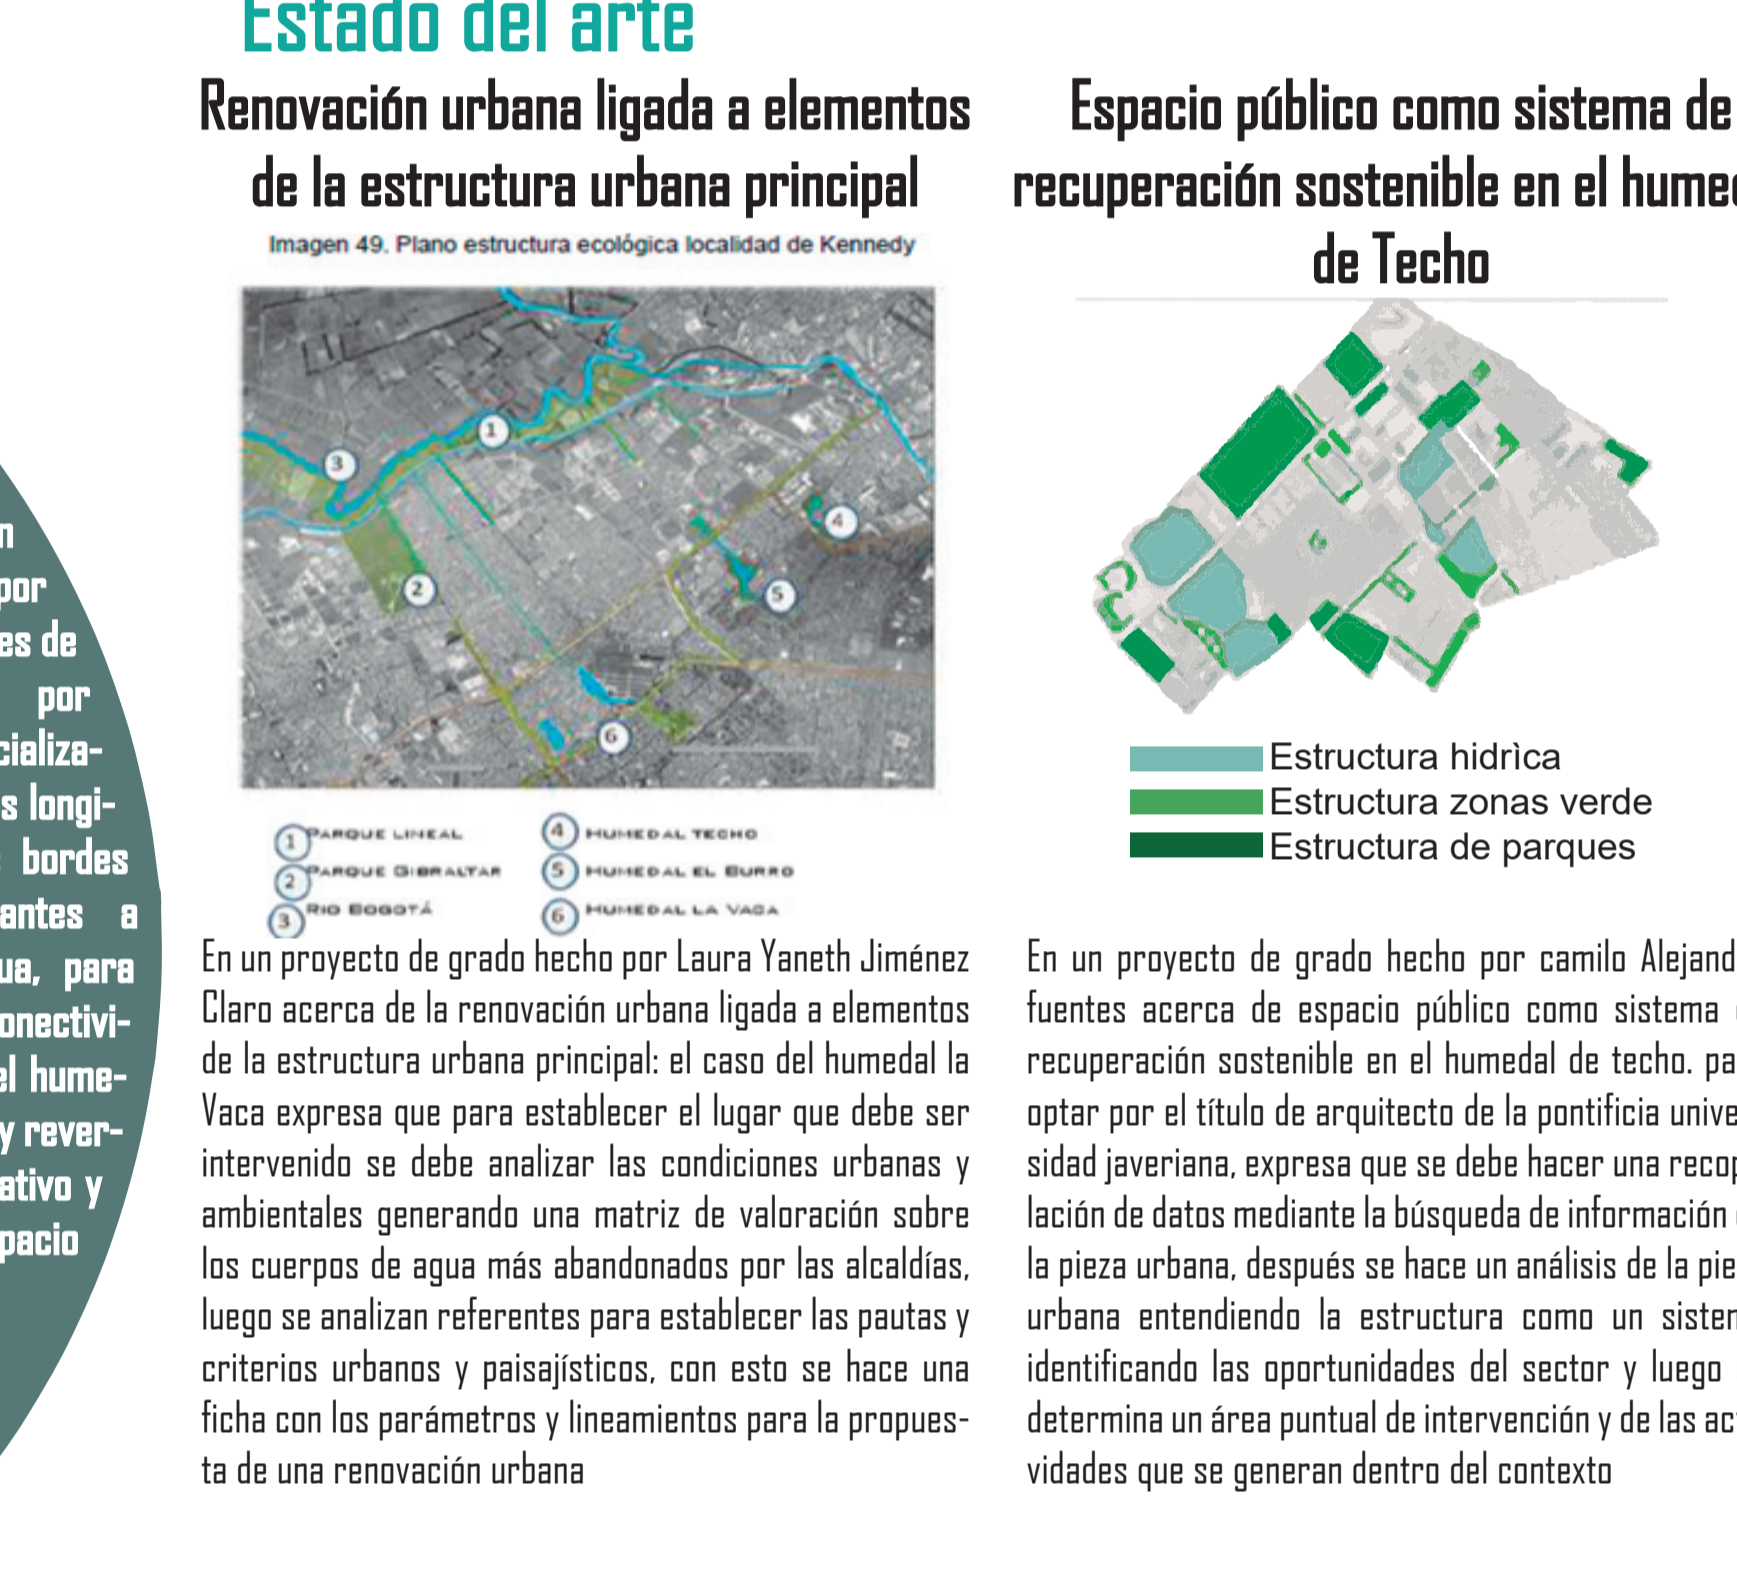 Estado del arte
n
por
es de
por
cializa-
s longi-
bordes
antes a
ua, para
onectivi-
el hume-
y rever-
ativo y
pacio
Renovación urbana ligada a elementos
de la estructura urbana principal
Imagen 49. Plano estructura ecológica localidad de Kennedy
1
3
4
2
5
6
1 PARQUE LINEAL
2 PARQUE GIBRALTAR
3 RIO BOGOTÁ
4 HUMEDAL TECHO
5 HUMEDAL EL BURRO
6 HUMEDAL LA VACA
En un proyecto de grado hecho por Laura Yaneth Jiménez
Claro acerca de la renovación urbana ligada a elementos
de la estructura urbana principal: el caso del humedal la
Vaca expresa que para establecer el lugar que debe ser
intervenido se debe analizar las condiciones urbanas y
ambientales generando una matriz de valoración sobre
los cuerpos de agua más abandonados por las alcaldías,
luego se analizan referentes para establecer las pautas y
criterios urbanos y paisajísticos, con esto se hace una
ficha con los parámetros y lineamientos para la propues-
ta de una renovación urbana
Espacio público como sistema de
recuperación sostenible en el humed
de Techo
Estructura hidrìca
Estructura zonas verde
Estructura de parques
En un proyecto de grado hecho por camilo Alejand
fuentes acerca de espacio público como sistema
recuperación sostenible en el humedal de techo. pa
optar por el título de arquitecto de la pontificia unive
sidad javeriana, expresa que se debe hacer una recop
lación de datos mediante la búsqueda de información
la pieza urbana, después se hace un análisis de la pie
urbana entendiendo la estructura como un sisten
identificando las oportunidades del sector y luego
determina un área puntual de intervención y de las ac
vidades que se generan dentro del contexto